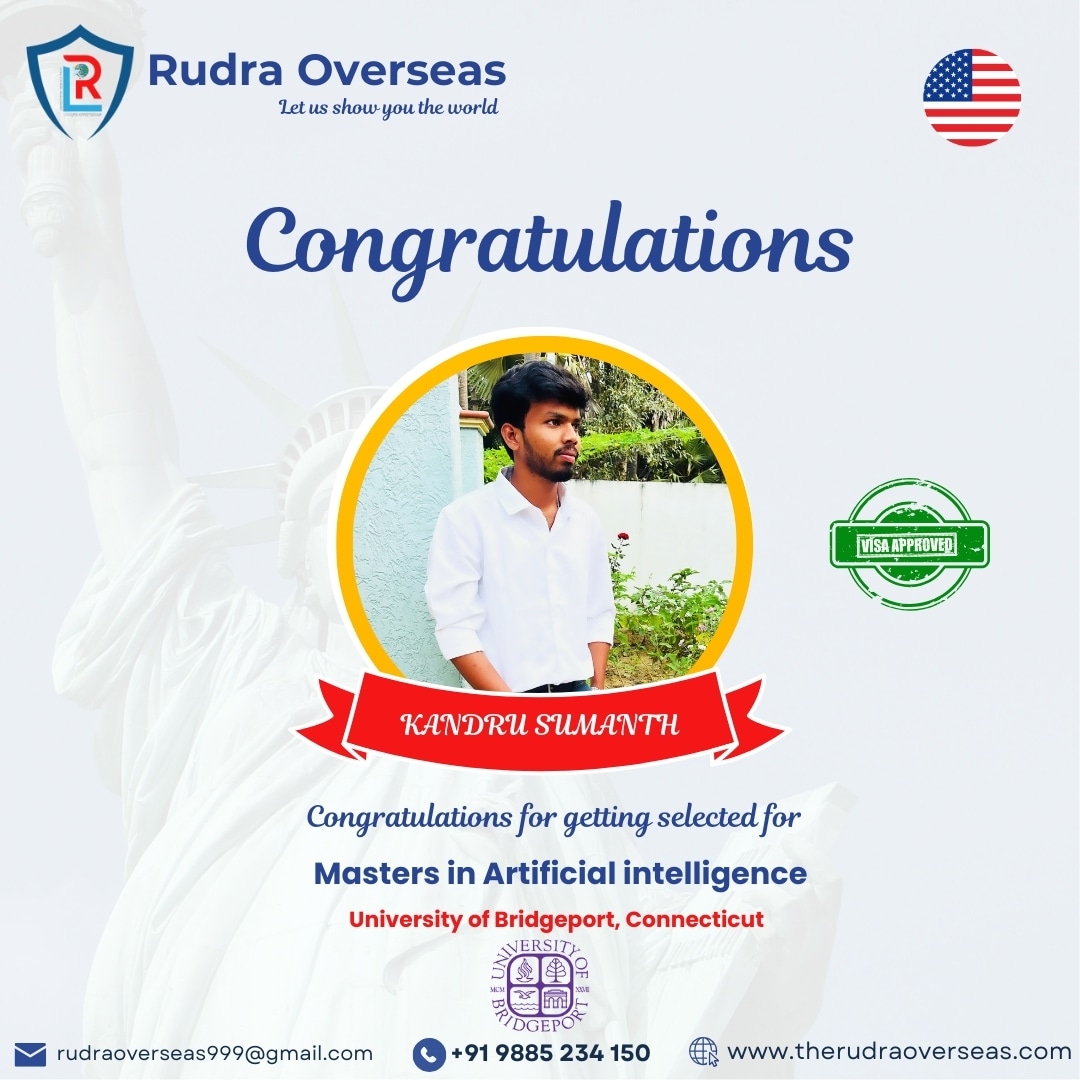 Rudra Overseas
Let us show you the world
Congratulations
VISA APPROVED
KANDRU SUMANTH
Congratulations for getting selected for
Masters in Artificial intelligence
University of Bridgeport, Connecticut
UNIVERSITY OF
MCM XXVII
BRIDGEPORT
rudraoverseas999@gmail.com +91 9885 234 150 www.therudraoverseas.com